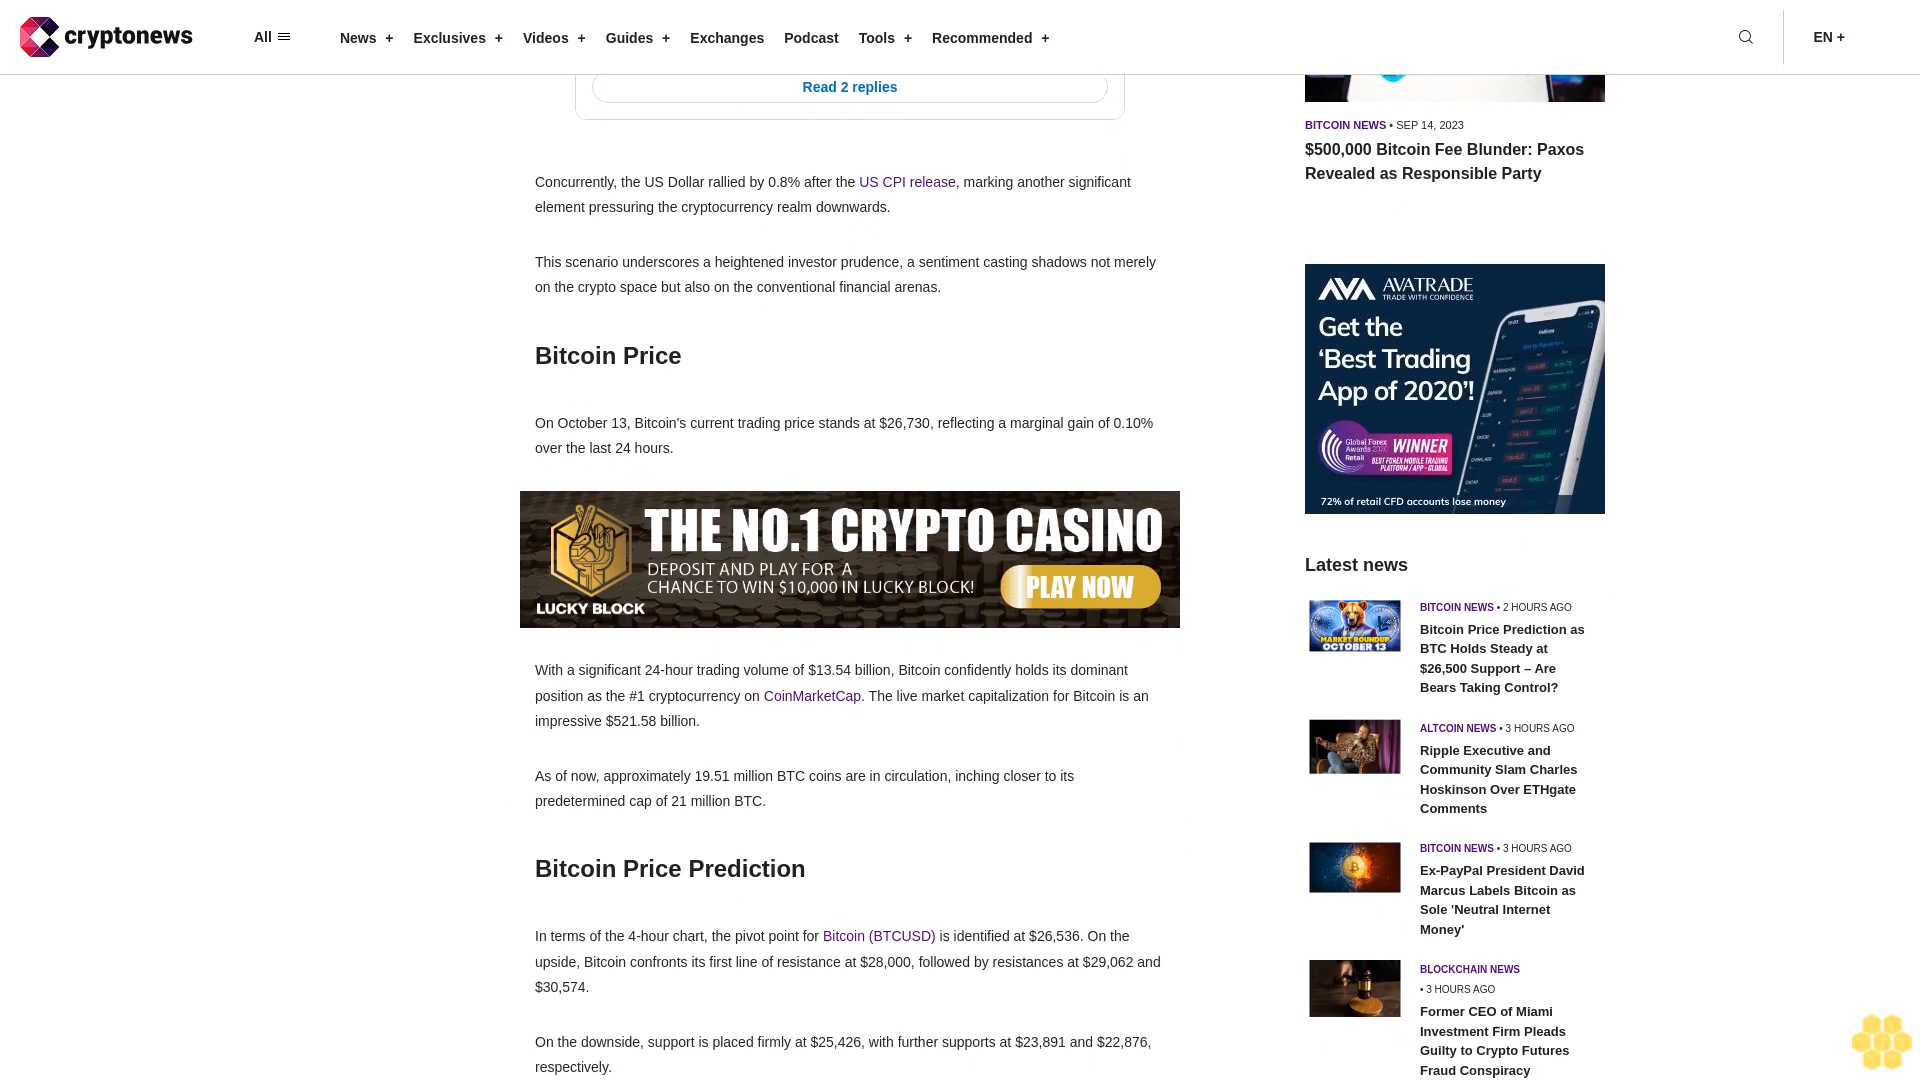 cryptonews
All
News +
Exclusives +
Videos +
Guides +
Exchanges
Podcast
Tools +
Recommended +
EN +
Read 2 replies
Concurrently, the US Dollar rallied by 0.8% after the US CPI release, marking another significant
element pressuring the cryptocurrency realm downwards.
This scenario underscores a heightened investor prudence, a sentiment casting shadows not merely
on the crypto space but also on the conventional financial arenas.
Bitcoin Price
On October 13, Bitcoin's current trading price stands at $26,730, reflecting a marginal gain of 0.10%
over the last 24 hours.
THE NO.1 CRYPTO CASINO
DEPOSIT AND PLAY FOR A
CHANCE TO WIN $10,000 IN LUCKY BLOCK!
PLAY NOW
LUCKY BLOCK
With a significant 24-hour trading volume of $13.54 billion, Bitcoin confidently holds its dominant
position as the #1 cryptocurrency on CoinMarketCap. The live market capitalization for Bitcoin is an
impressive $521.58 billion.
As of now, approximately 19.51 million BTC coins are in circulation, inching closer to its
predetermined cap of 21 million BTC.
Bitcoin Price Prediction
In terms of the 4-hour chart, the pivot point for Bitcoin (BTCUSD) is identified at $26,536. On the
upside, Bitcoin confronts its first line of resistance at $28,000, followed by resistances at $29,062 and
$30,574.
On the downside, support is placed firmly at $25,426, with further supports at $23,891 and $22,876,
respectively.
BITCOIN NEWS • SEP 14, 2023
$500,000 Bitcoin Fee Blunder: Paxos
Revealed as Responsible Party
AVATRADE
TRADE WITH CONFIDENCE
Get the
‘Best Trading
App of 2020’!
Global Forex
Awards
Retail
WINNER
BEST FOREX MOBILE TRADING
PLATFORM / APP - GLOBAL
72% of retail CFD accounts lose money
Latest news
MARKET ROUNDUP
OCTOBER 13
BITCOIN NEWS • 2 HOURS AGO
Bitcoin Price Prediction as
BTC Holds Steady at
$26,500 Support – Are
Bears Taking Control?
ALTCOIN NEWS • 3 HOURS AGO
Ripple Executive and
Community Slam Charles
Hoskinson Over ETHgate
Comments
BITCOIN NEWS • 3 HOURS AGO
Ex-PayPal President David
Marcus Labels Bitcoin as
Sole 'Neutral Internet
Money'
BLOCKCHAIN NEWS
• 3 HOURS AGO
Former CEO of Miami
Investment Firm Pleads
Guilty to Crypto Futures
Fraud Conspiracy